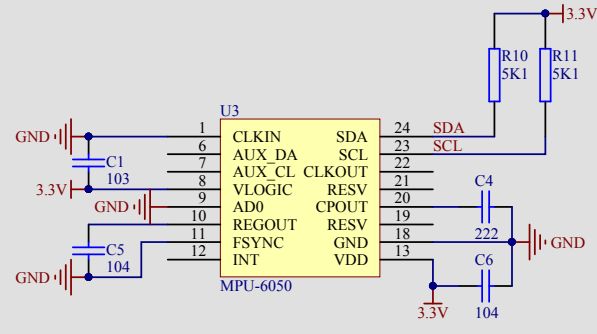 3.3V
R10
5K1
R11
5K1
U3
GND
1
CLKIN
SDA
24
SDA
6
AUX_DA
SCL
23
SCL
C1
103
7
AUX_CL
CLKOUT
22
3.3V
8
VLOGIC
RESV
21
C4
222
GND
9
AD0
CPOUT
20
10
REGOUT
RESV
19
C5
104
11
FSYNC
GND
18
GND
12
INT
VDD
13
C6
104
GND
MPU-6050
3.3V